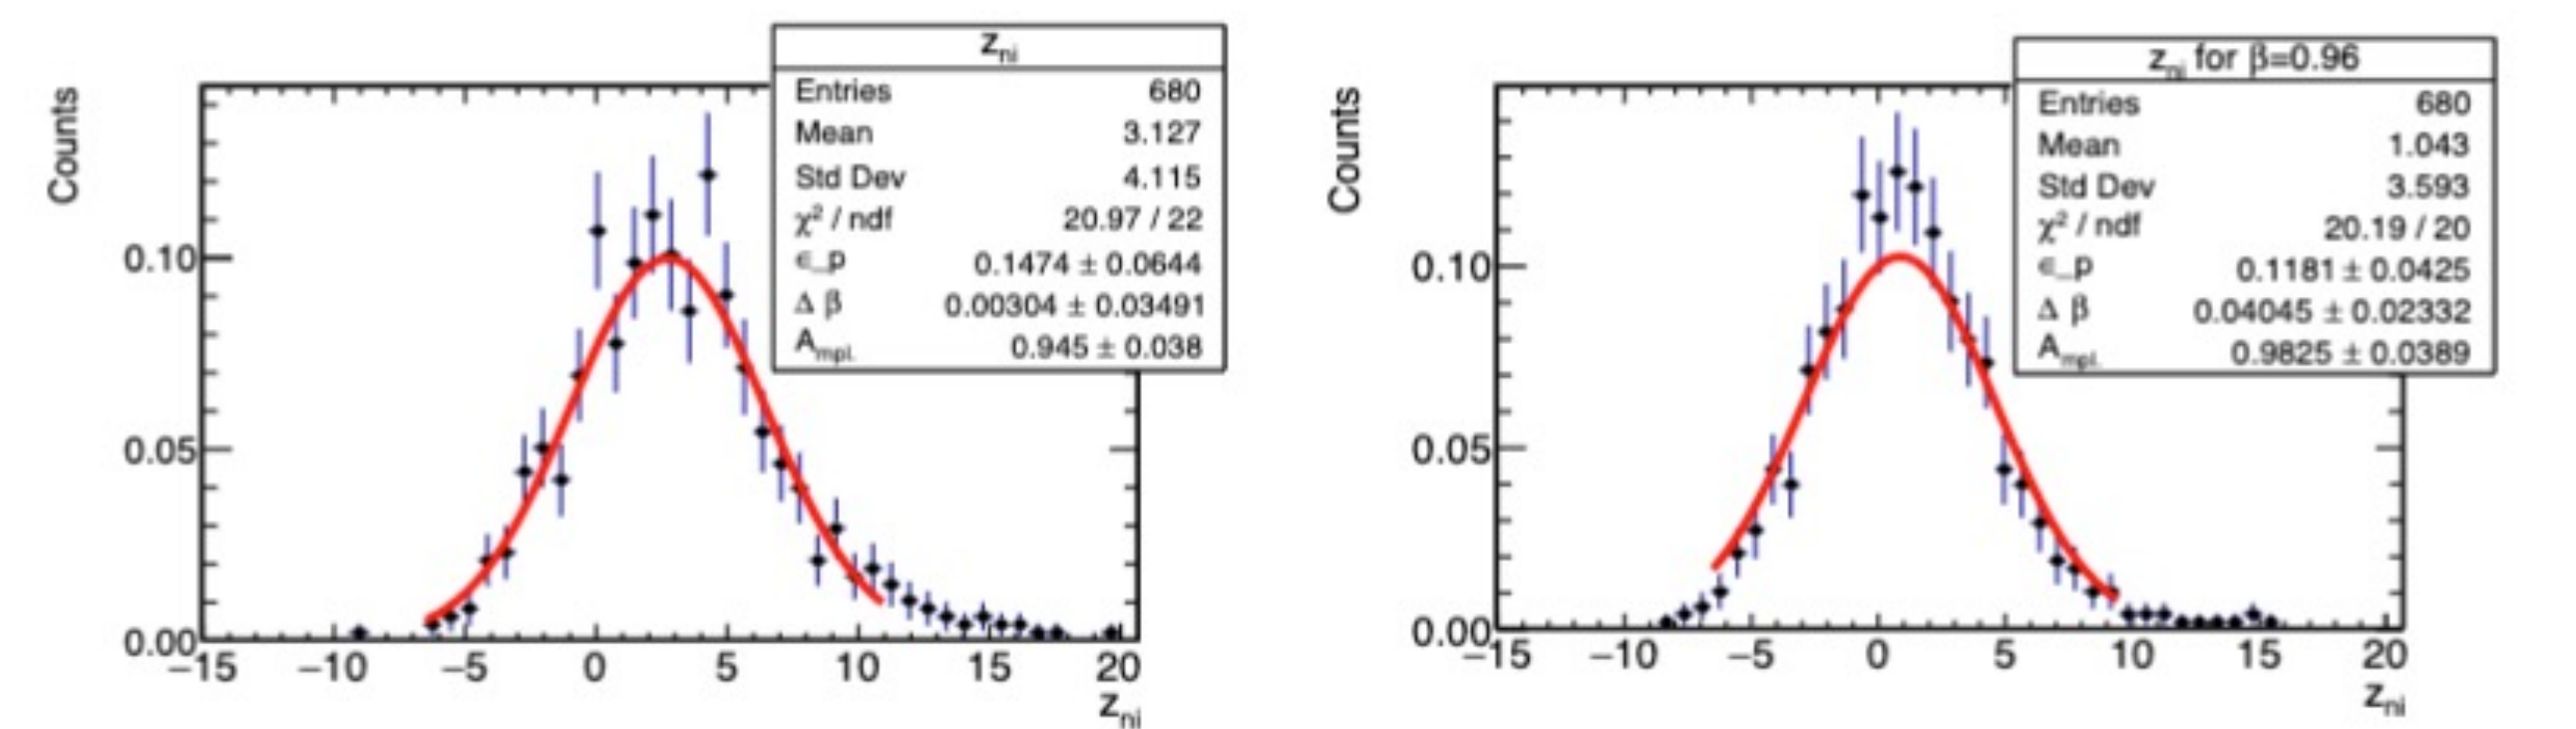 Counts
z_ni
Entries 680
Mean 3.127
Std Dev 4.115
χ² / ndf 20.97 / 22
ϵ_p 0.1474 ± 0.0644
Δ β 0.00304 ± 0.03491
A_mpl. 0.945 ± 0.038
0.10
0.05
0.00
−15 −10 −5 0 5 10 15 20
z_ni
Counts
z_ni for β=0.96
Entries 680
Mean 1.043
Std Dev 3.593
χ² / ndf 20.19 / 20
ϵ_p 0.1181 ± 0.0425
Δ β 0.04045 ± 0.02332
A_mpl. 0.9825 ± 0.0389
0.10
0.05
0.00
−15 −10 −5 0 5 10 15 20
z_ni